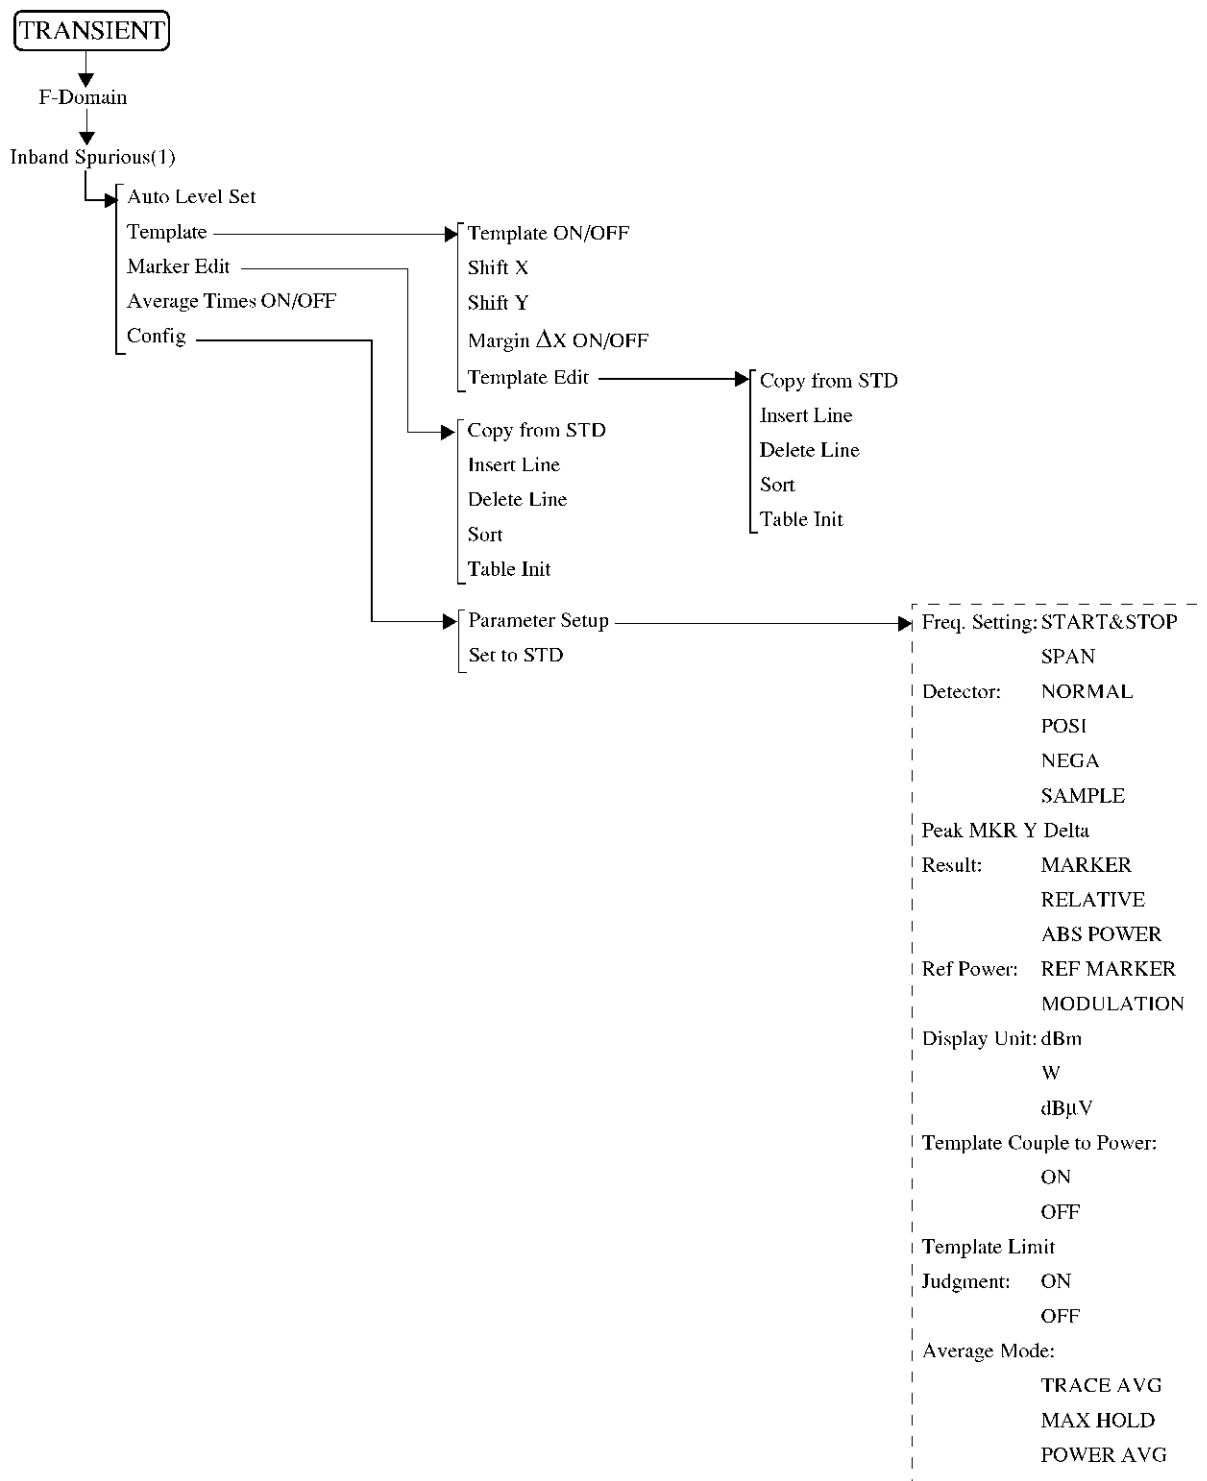 TRANSIENT
F-Domain
Inband Spurious(1)
Auto Level Set
Template
Marker Edit
Average Times ON/OFF
Config
Template ON/OFF
Shift X
Shift Y
Margin ΔX ON/OFF
Template Edit
Copy from STD
Insert Line
Delete Line
Sort
Table Init
Copy from STD
Insert Line
Delete Line
Sort
Table Init
Parameter Setup
Set to STD
Freq. Setting: START&STOP
SPAN
Detector: NORMAL
POSI
NEGA
SAMPLE
Peak MKR Y Delta
Result: MARKER
RELATIVE
ABS POWER
Ref Power: REF MARKER
MODULATION
Display Unit: dBm
W
dBμV
Template Couple to Power:
ON
OFF
Template Limit
Judgment: ON
OFF
Average Mode:
TRACE AVG
MAX HOLD
POWER AVG